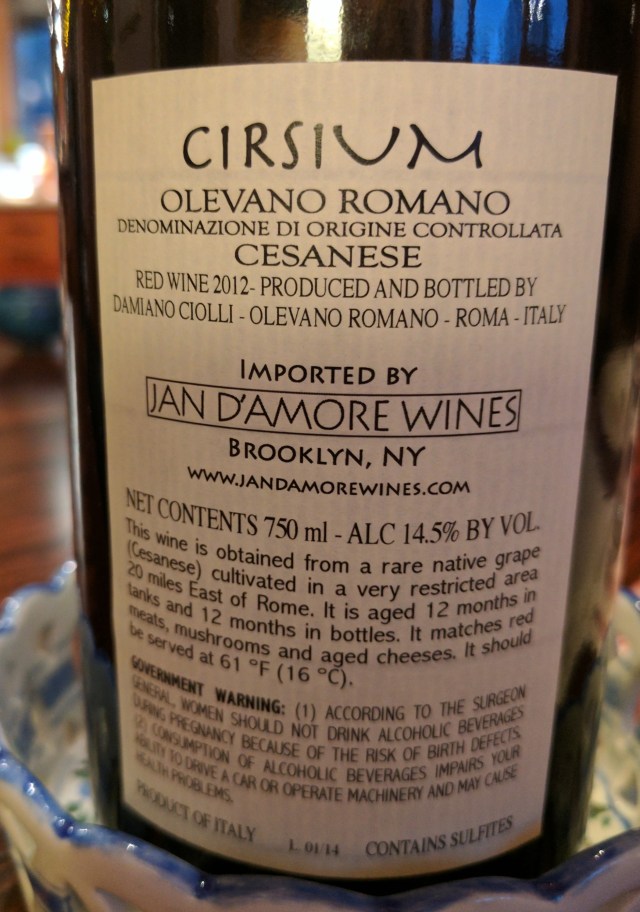 CIRSIUM
OLEVANO ROMANO
DENOMINAZIONE DI ORIGINE CONTROLLATA
CESANESE
RED WINE 2012- PRODUCED AND BOTTLED BY
DAMIANO CIOLLI - OLEVANO ROMANO - ROMA - ITALY
IMPORTED BY
JAN D'AMORE WINES
BROOKLYN, NY
WWW.JANDAMOREWINES.COM
NET CONTENTS 750 ml - ALC 14.5% BY VOL.
This wine is obtained from a rare native grape
(Cesanese) cultivated in a very restricted area
20 miles East of Rome. It is aged 12 months in
tanks and 12 months in bottles. It matches red
meats, mushrooms and aged cheeses. It should
be served at 61 °F (16 °C).
GOVERNMENT WARNING: (1) ACCORDING TO THE SURGEON
GENERAL, WOMEN SHOULD NOT DRINK ALCOHOLIC BEVERAGES
DURING PREGNANCY BECAUSE OF THE RISK OF BIRTH DEFECTS.
(2) CONSUMPTION OF ALCOHOLIC BEVERAGES IMPAIRS YOUR
ABILITY TO DRIVE A CAR OR OPERATE MACHINERY AND MAY CAUSE
HEALTH PROBLEMS.
PRODUCT OF ITALY L. 01/14 CONTAINS SULFITES